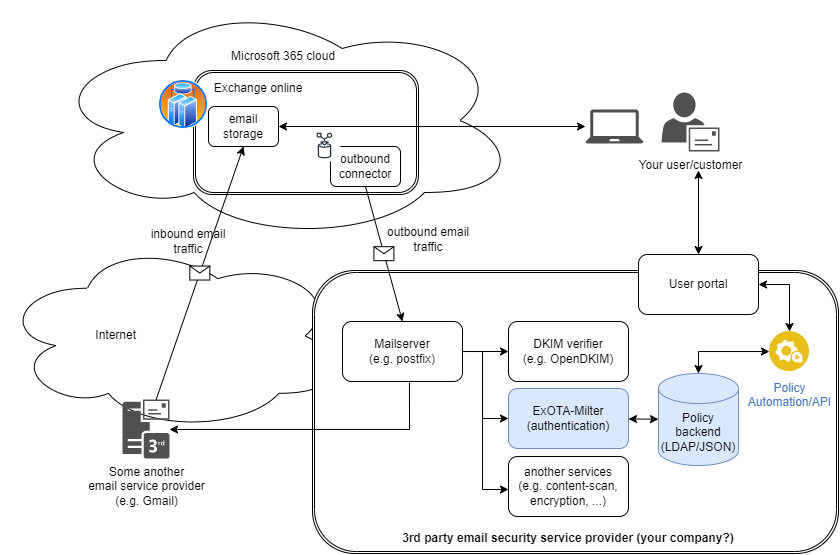 Microsoft 365 cloud
Exchange online
email
storage
outbound
connector
Your user/customer
inbound email
traffic
outbound email
traffic
User portal
Internet
Mailserver
(e.g. postfix)
DKIM verifier
(e.g. OpenDKIM)
ExOTA-Milter
(authentication)
Policy
backend
(LDAP/JSON)
Policy
Automation/API
another services
(e.g. content-scan,
encryption, ...)
3rd
Some another
email service provider
(e.g. Gmail)
3rd party email security service provider (your company?)